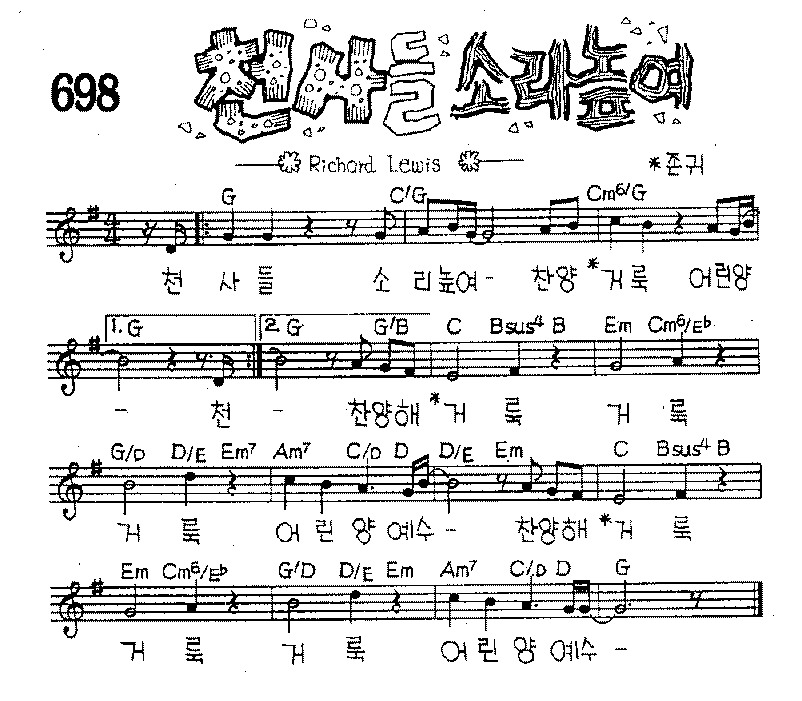 698
천사들 소리높여
Richard Lewis
*존귀
G C/G Cm6/G
천 사 들 소 리높여- 찬양 *거룩 어린양
1. G 2. G G/B C Bsus4 B Em Cm6/Eb
- 천 - 찬양해 *거 룩 거 룩
G/D D/E Em7 Am7 C/D D D/E Em C Bsus4 B
거 룩 어 린 양 예수- 찬양해 *거 룩
Em Cm6/Eb G/D D/E Em Am7 C/D D G
거 룩 거 룩 어 린 양 예수 -